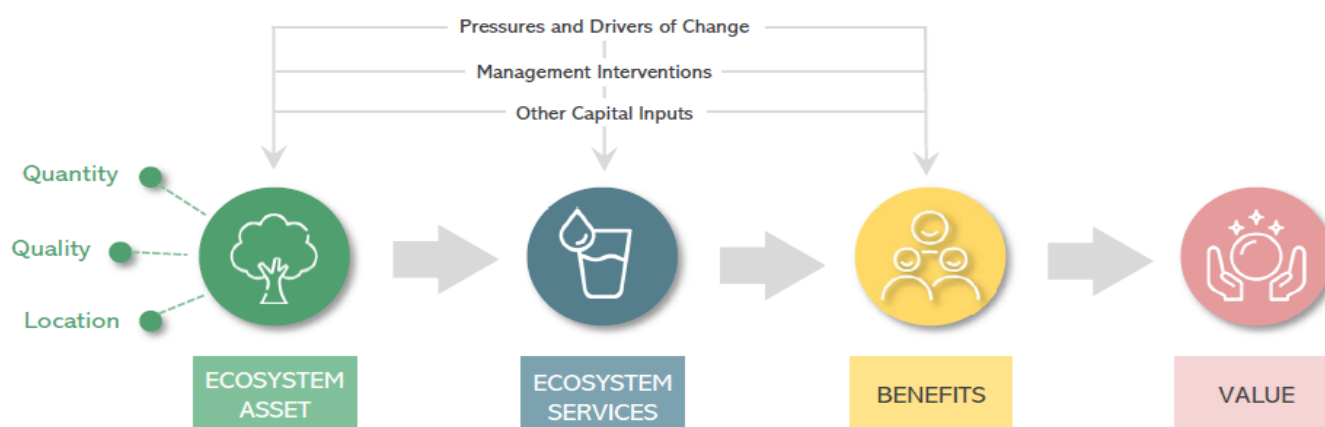 Pressures and Drivers of Change
Management Interventions
Other Capital Inputs
Quantity
Quality
Location
ECOSYSTEM
ASSET
ECOSYSTEM
SERVICES
BENEFITS
VALUE